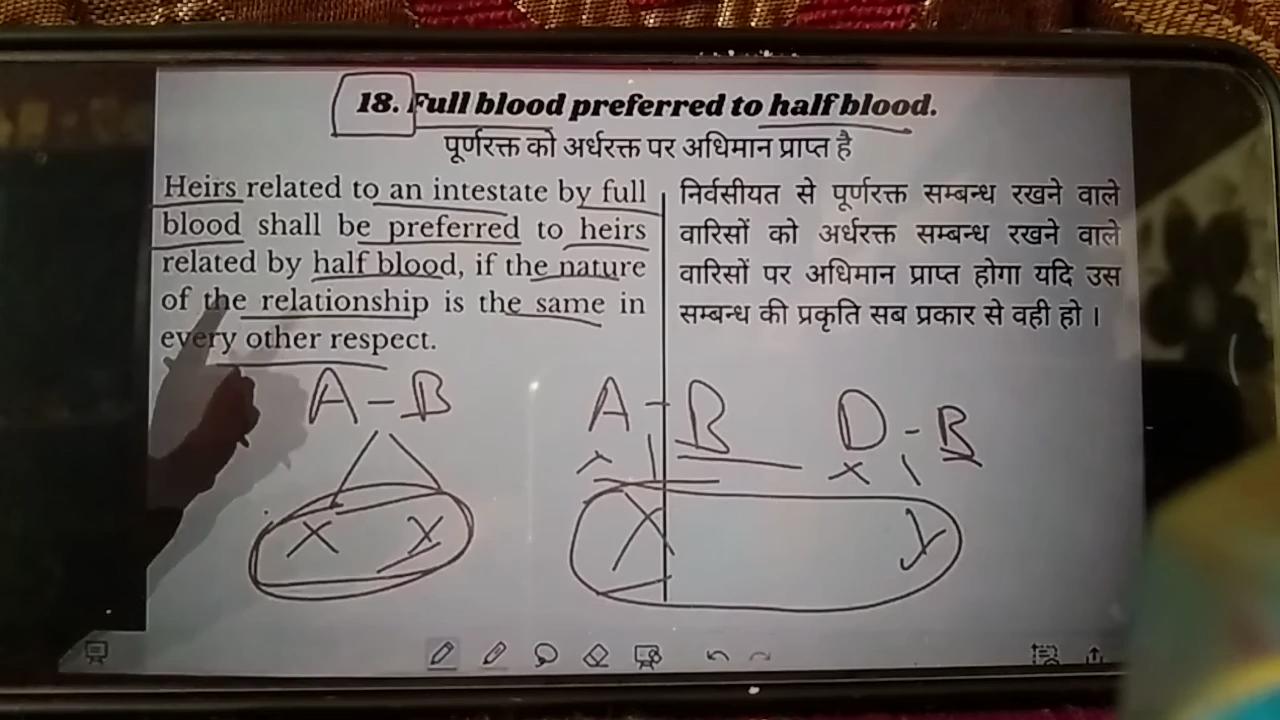 18. Full blood preferred to half blood.
पूर्णरक्त को अर्धरक्त पर अधिमान प्राप्त है
Heirs related to an intestate by full
blood shall be preferred to heirs
related by half blood, if the nature
of the relationship is the same in
every other respect.
निर्वसीयत से पूर्णरक्त सम्बन्ध रखने वाले
वारिसों को अर्धरक्त सम्बन्ध रखने वाले
वारिसों पर अधिमान प्राप्त होगा यदि उस
सम्बन्ध की प्रकृति सब प्रकार से वही हो ।
A - B
X y
A - B
D - B
X y